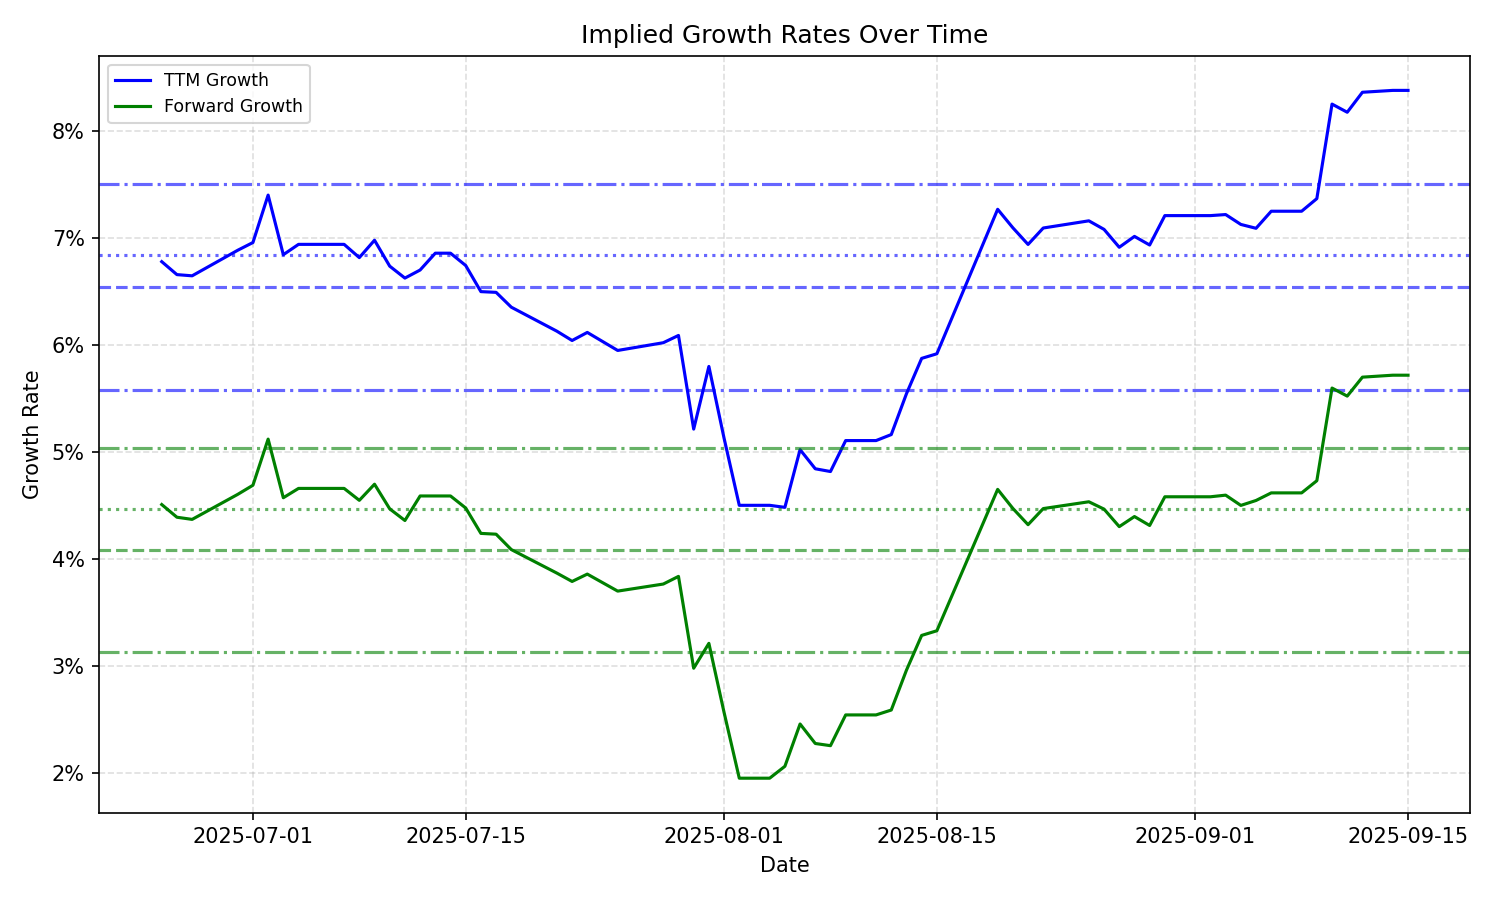 Implied Growth Rates Over Time
TTM Growth
Forward Growth
8%
7%
6%
5%
4%
3%
2%
Growth Rate
2025-07-01
2025-07-15
2025-08-01
2025-08-15
2025-09-01
2025-09-15
Date